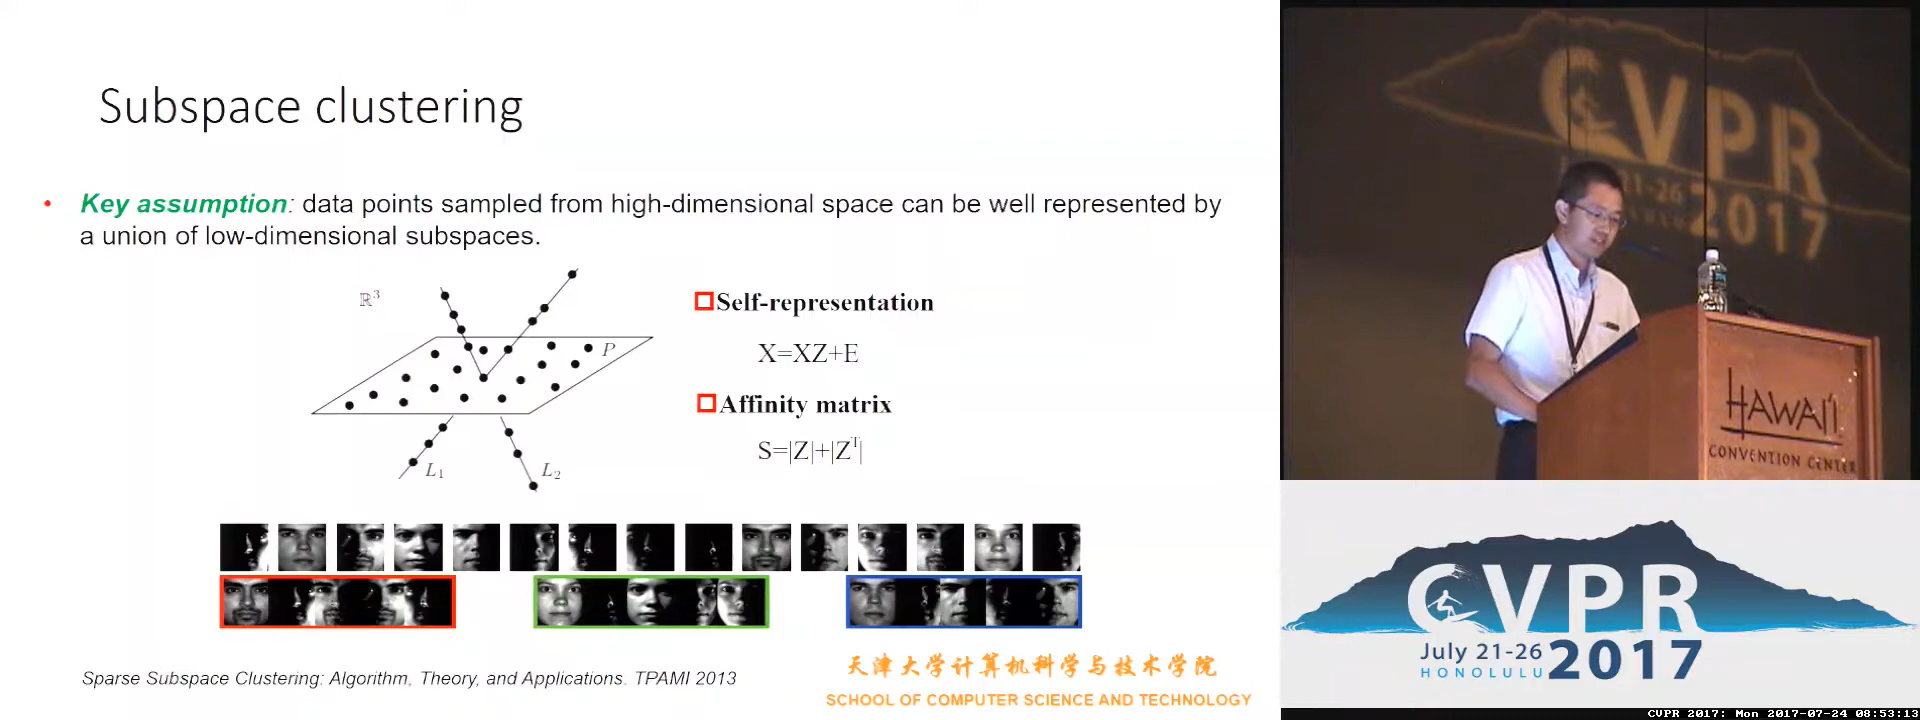 Subspace clustering
• Key assumption: data points sampled from high-dimensional space can be well represented by
a union of low-dimensional subspaces.
ℝ³
P
L₁
L₂
Self-representation
X=XZ+E
Affinity matrix
S=|Z|+|Zᵀ|
Sparse Subspace Clustering: Algorithm, Theory, and Applications. TPAMI 2013
天津大学计算机科学与技术学院
SCHOOL OF COMPUTER SCIENCE AND TECHNOLOGY
CVPR
21-26
2017
HAWAI'I
CONVENTION CENTER
CVPR
July 21-26
HONOLULU
2017
CVPR 2017: Mon 2017-07-24 08:53:13